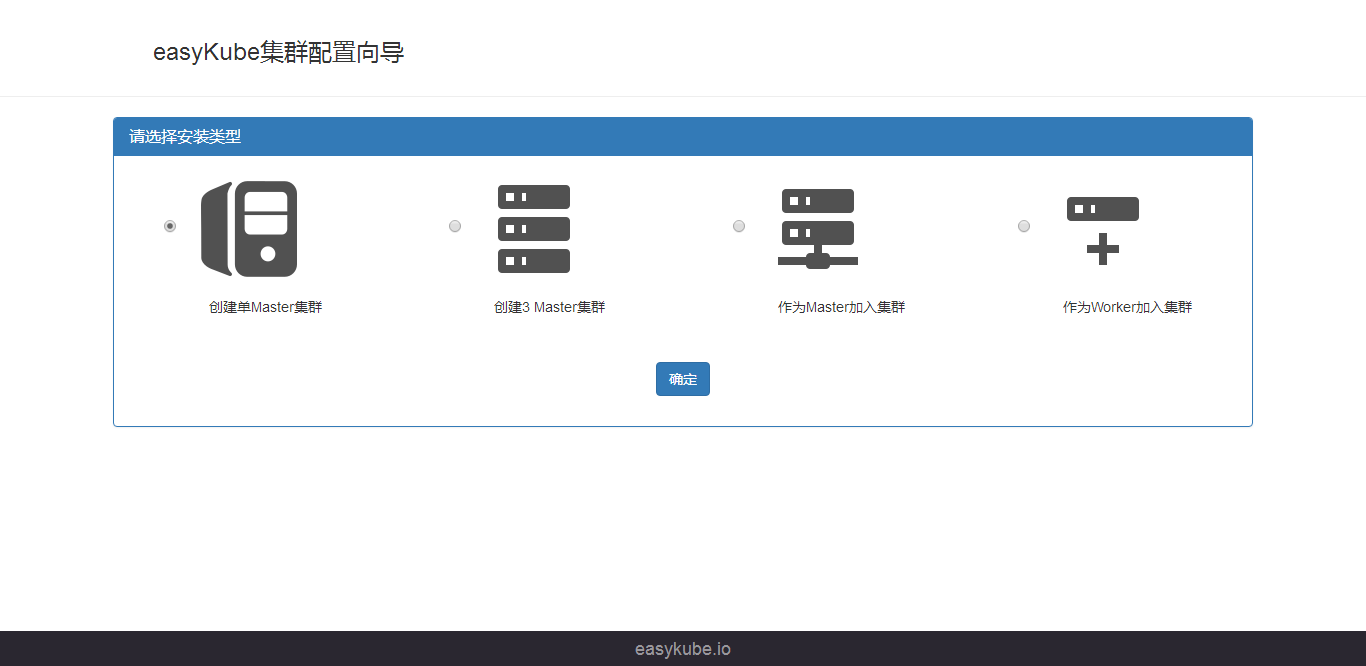 easyKube集群配置向导
请选择安装类型
创建单Master集群
创建3 Master集群
作为Master加入集群
作为Worker加入集群
确定
easykube.io